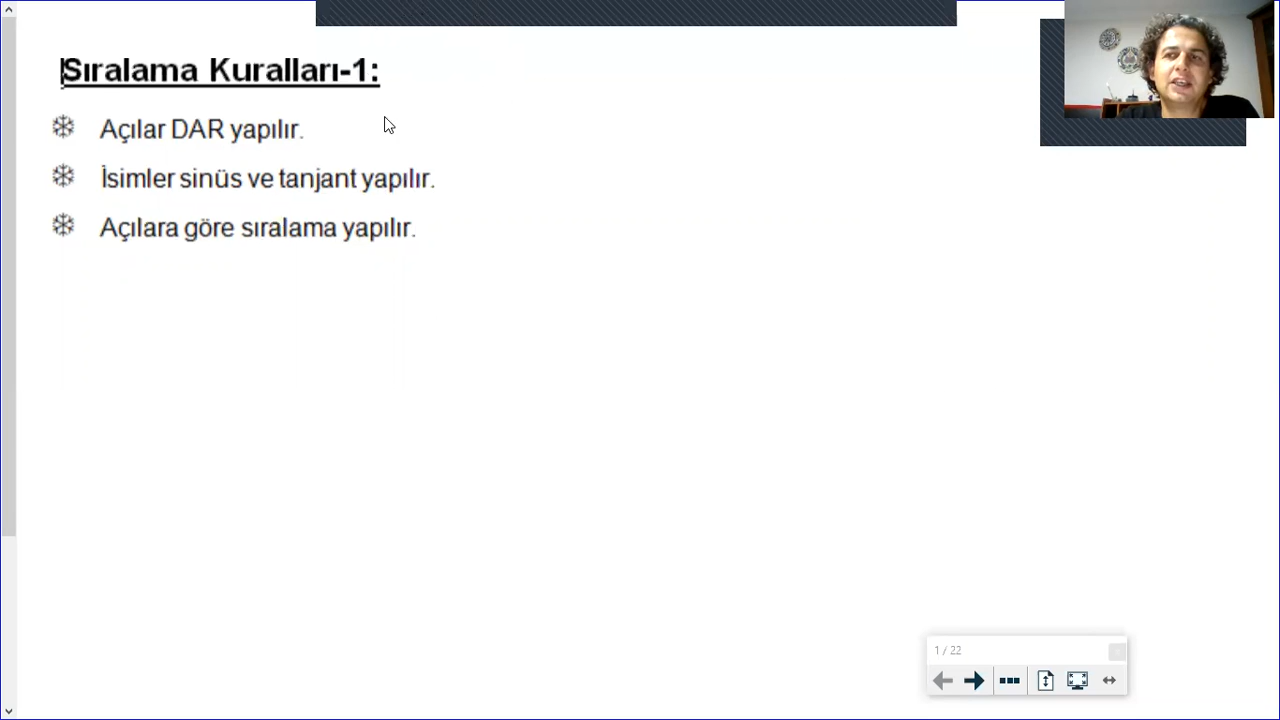 Sıralama Kuralları-1:
Açılar DAR yapılır.
İsimler sinüs ve tanjant yapılır.
Açılara göre sıralama yapılır.
1 / 22